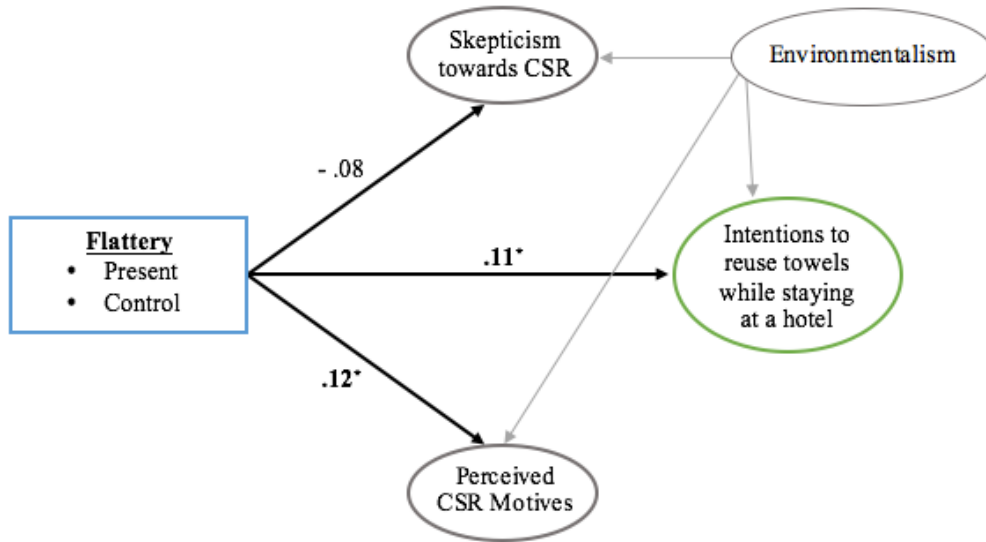 Skepticism
towards CSR
Environmentalism
- .08
Flattery
• Present
• Control
.11*
Intentions to
reuse towels
while staying
at a hotel
.12*
Perceived
CSR Motives